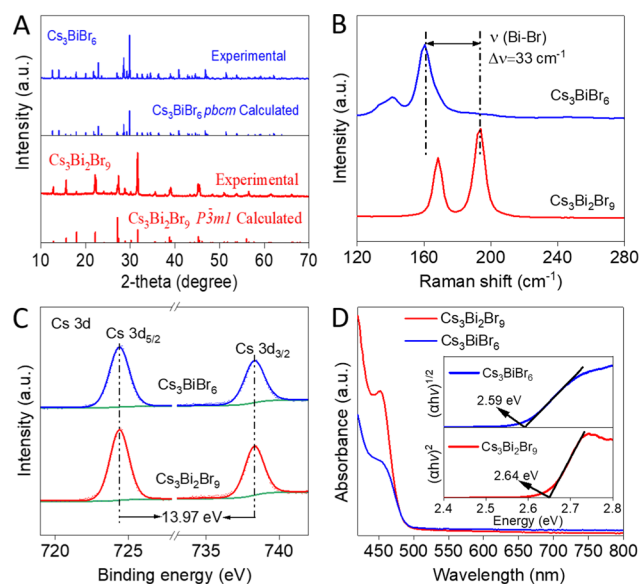 A
Intensity (a.u.)
Cs₃BiBr₆
Experimental
Cs₃BiBr₆ pbcm Calculated
Cs₃Bi₂Br₉
Experimental
Cs₃Bi₂Br₉ P3̄m1 Calculated
10 20 30 40 50 60 70
2-theta (degree)
B
Intensity (a.u.)
ν (Bi-Br)
Δν=33 cm⁻¹
Cs₃BiBr₆
Cs₃Bi₂Br₉
120 160 200 240 280
Raman shift (cm⁻¹)
C
Intensity (a.u.)
Cs 3d
Cs 3d₅/₂
Cs 3d₃/₂
Cs₃BiBr₆
Cs₃Bi₂Br₉
13.97 eV
720 725 735 740
Binding energy (eV)
D
Absorbance (a.u.)
Cs₃Bi₂Br₉
Cs₃BiBr₆
(αhν)¹/²
Cs₃BiBr₆
2.59 eV
(αhν)²
Cs₃Bi₂Br₉
2.64 eV
2.4 2.5 2.6 2.7 2.8
Energy (eV)
450 500 550 600 650 700 750 800
Wavelength (nm)